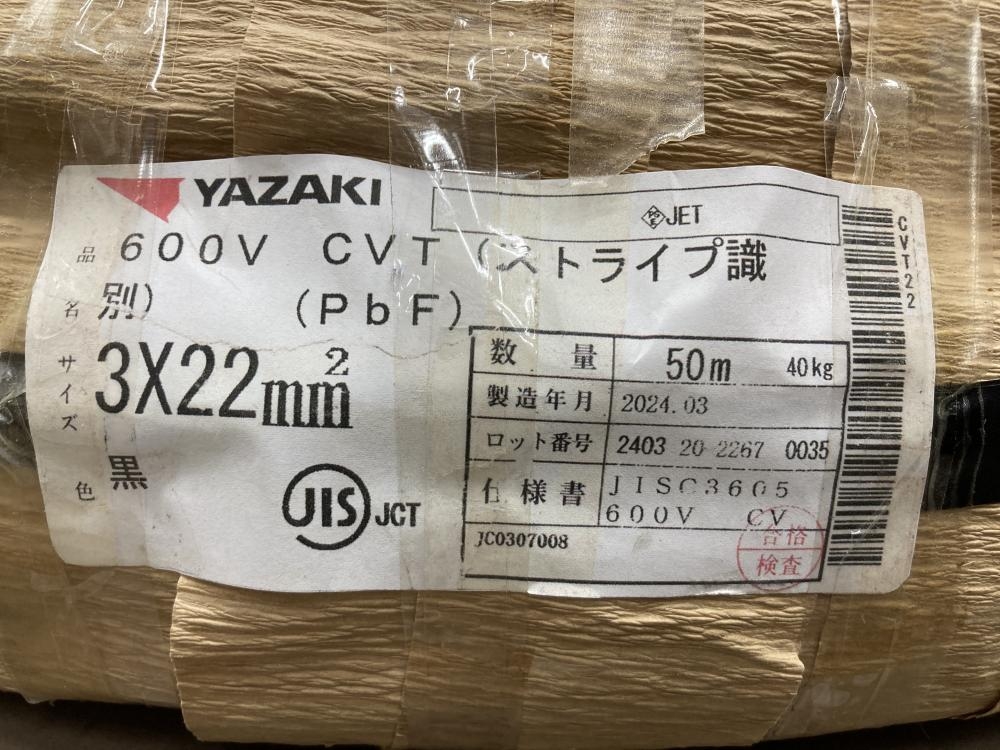 YAZAKI
PSE JET
品名 600V CVT (ストライプ識
別) (PbF)
サイズ 3X22mm²
色 黒
JIS JCT
数量 50m 40kg
製造年月 2024.03
ロット番号 2403 20 2267 0035
仕様書 JISC3605
600V CV
JC0307008
合格
検査
CVT22